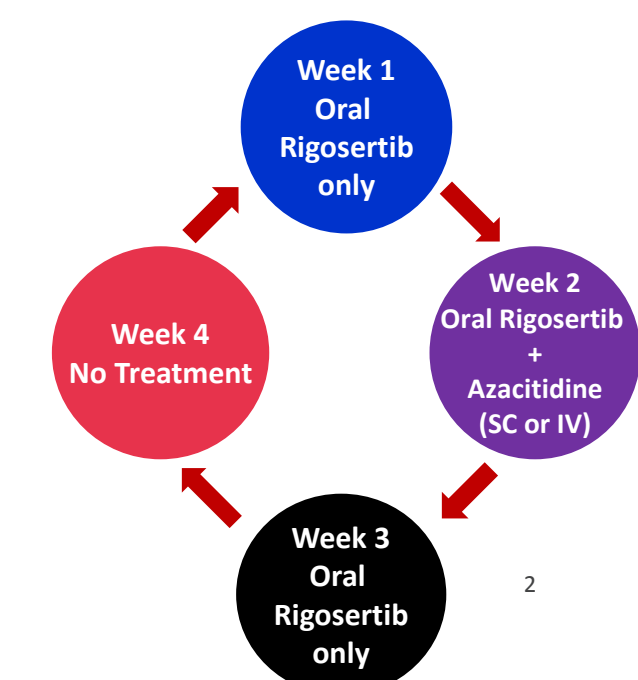 Week 1
Oral
Rigosertib
only
Week 2
Oral Rigosertib
+
Azacitidine
(SC or IV)
Week 3
Oral
Rigosertib
only
Week 4
No Treatment
2